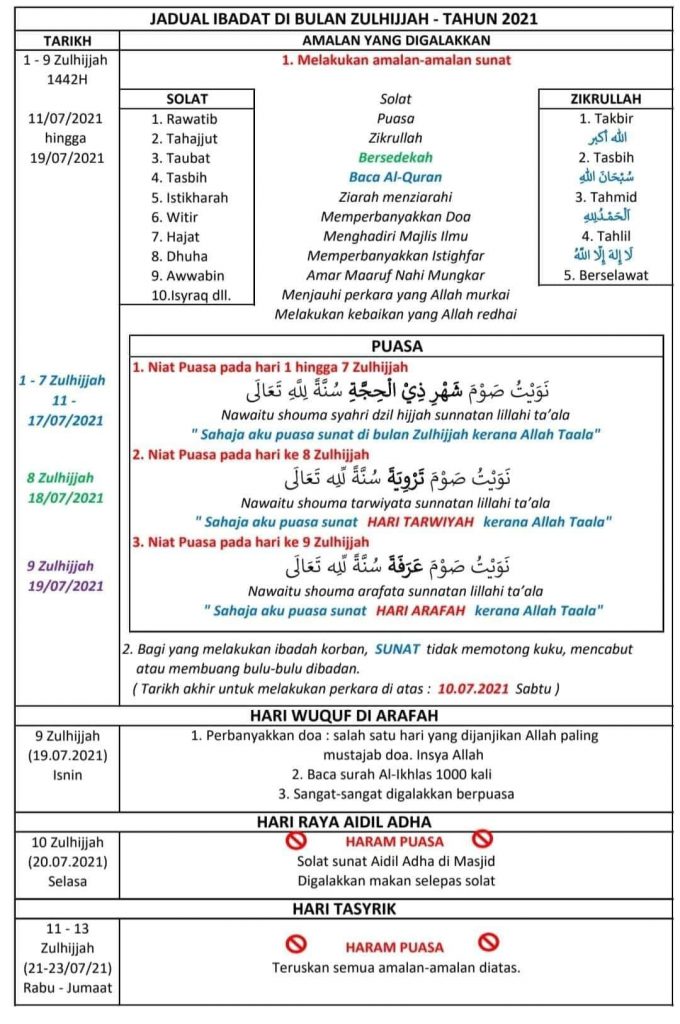 JADUAL IBADAT DI BULAN ZULHIJJAH - TAHUN 2021
TARIKH
AMALAN YANG DIGALAKKAN
1 - 9 Zulhijjah
1442H
11/07/2021
hingga
19/07/2021
1. Melakukan amalan-amalan sunat
SOLAT
1. Rawatib
2. Tahajjut
3. Taubat
4. Tasbih
5. Istikharah
6. Witir
7. Hajat
8. Dhuha
9. Awwabin
10.Isyraq dll.
Solat
Puasa
Zikrullah
Bersedekah
Baca Al-Quran
Ziarah menziarahi
Memperbanyakkan Doa
Menghadiri Majlis Ilmu
Memperbanyakkan Istighfar
Amar Maaruf Nahi Mungkar
Menjauhi perkara yang Allah murkai
Melakukan kebaikan yang Allah redhai
ZIKRULLAH
1. Takbir
الله أكبر
2. Tasbih
سُبْحَانَ اللهِ
3. Tahmid
اَلْحَمْدُلِلهِ
4. Tahlil
لَا إِلهَ إِلَّا اللهُ
5. Berselawat
PUASA
1 - 7 Zulhijjah
11 -
17/07/2021
1. Niat Puasa pada hari 1 hingga 7 Zulhijjah
نَوَيْتُ صَوْمَ شَهْرِ ذِيْ الْحِجَّةِ سُنَّةً لِلَّهِ تَعَالَى
Nawaitu shouma syahri dzil hijjah sunnatan lillahi ta’ala
" Sahaja aku puasa sunat di bulan Zulhijjah kerana Allah Taala"
8 Zulhijjah
18/07/2021
2. Niat Puasa pada hari ke 8 Zulhijjah
نَوَيْتُ صَوْمَ تَرْوِيَةَ سُنَّةً لِّلِه تَعَالَى
Nawaitu shouma tarwiyata sunnatan lillahi ta’ala
" Sahaja aku puasa sunat HARI TARWIYAH kerana Allah Taala"
9 Zulhijjah
19/07/2021
3. Niat Puasa pada hari ke 9 Zulhijjah
نَوَيْتُ صَوْمَ عَرَفَةَ سُنَّةً لِّلِه تَعَالَى
Nawaitu shouma arafata sunnatan lillahi ta’ala
" Sahaja aku puasa sunat HARI ARAFAH kerana Allah Taala"
2. Bagi yang melakukan ibadah korban, SUNAT tidak memotong kuku, mencabut
atau membuang bulu-bulu dibadan.
( Tarikh akhir untuk melakukan perkara di atas : 10.07.2021 Sabtu )
HARI WUQUF DI ARAFAH
9 Zulhijjah
(19.07.2021)
Isnin
1. Perbanyakkan doa : salah satu hari yang dijanjikan Allah paling
mustajab doa. Insya Allah
2. Baca surah Al-Ikhlas 1000 kali
3. Sangat-sangat digalakkan berpuasa
HARI RAYA AIDIL ADHA
10 Zulhijjah
(20.07.2021)
Selasa
HARAM PUASA
Solat sunat Aidil Adha di Masjid
Digalakkan makan selepas solat
HARI TASYRIK
11 - 13
Zulhijjah
(21-23/07/21)
Rabu - Jumaat
HARAM PUASA
Teruskan semua amalan-amalan diatas.